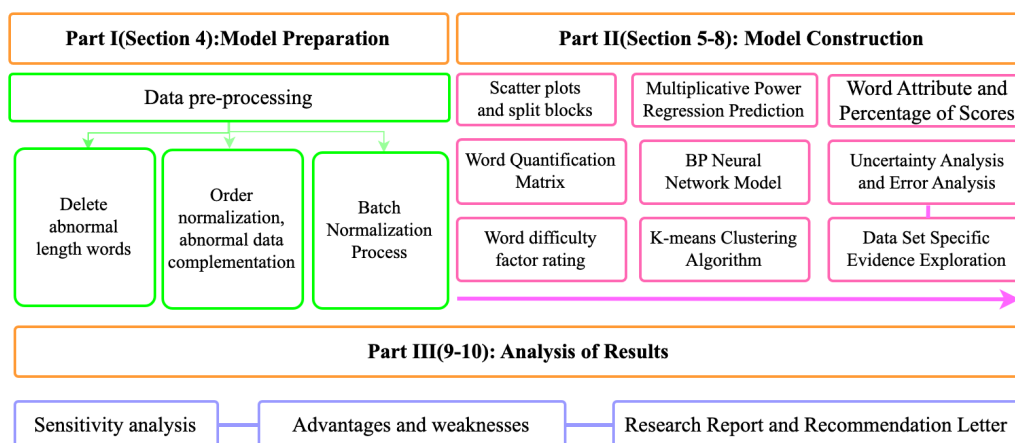 Part I(Section 4):Model Preparation
Part II(Section 5-8): Model Construction
Data pre-processing
Delete
abnormal
length words
Order
normalization,
abnormal data
complementation
Batch
Normalization
Process
Scatter plots
and split blocks
Multiplicative Power
Regression Prediction
Word Attribute and
Percentage of Scores
Word Quantification
Matrix
BP Neural
Network Model
Uncertainty Analysis
and Error Analysis
Word difficulty
factor rating
K-means Clustering
Algorithm
Data Set Specific
Evidence Exploration
Part III(9-10): Analysis of Results
Sensitivity analysis
Advantages and weaknesses
Research Report and Recommendation Letter